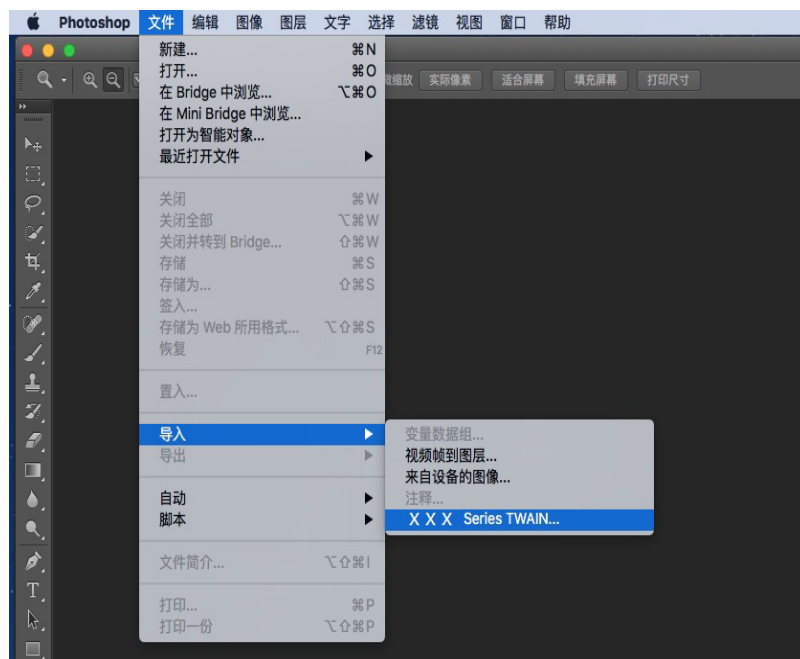 Photoshop 文件 编辑 图像 图层 文字 选择 滤镜 视图 窗口 帮助
新建... ⌘N
打开... ⌘O
在 Bridge 中浏览... ⌥⌘O
在 Mini Bridge 中浏览...
打开为智能对象...
最近打开文件
缩放 实际像素 适合屏幕 填充屏幕 打印尺寸
关闭 ⌘W
关闭全部 ⌥⌘W
关闭并转到 Bridge... ⇧⌘W
存储 ⌘S
存储为... ⇧⌘S
签入...
存储为 Web 所用格式... ⌥⇧⌘S
恢复 F12
置入...
导入
导出
变量数据组...
视频帧到图层...
来自设备的图像...
注释...
X X X Series TWAIN...
自动
脚本
文件简介... ⌥⇧⌘I
打印... ⌘P
打印一份 ⌥⇧⌘P